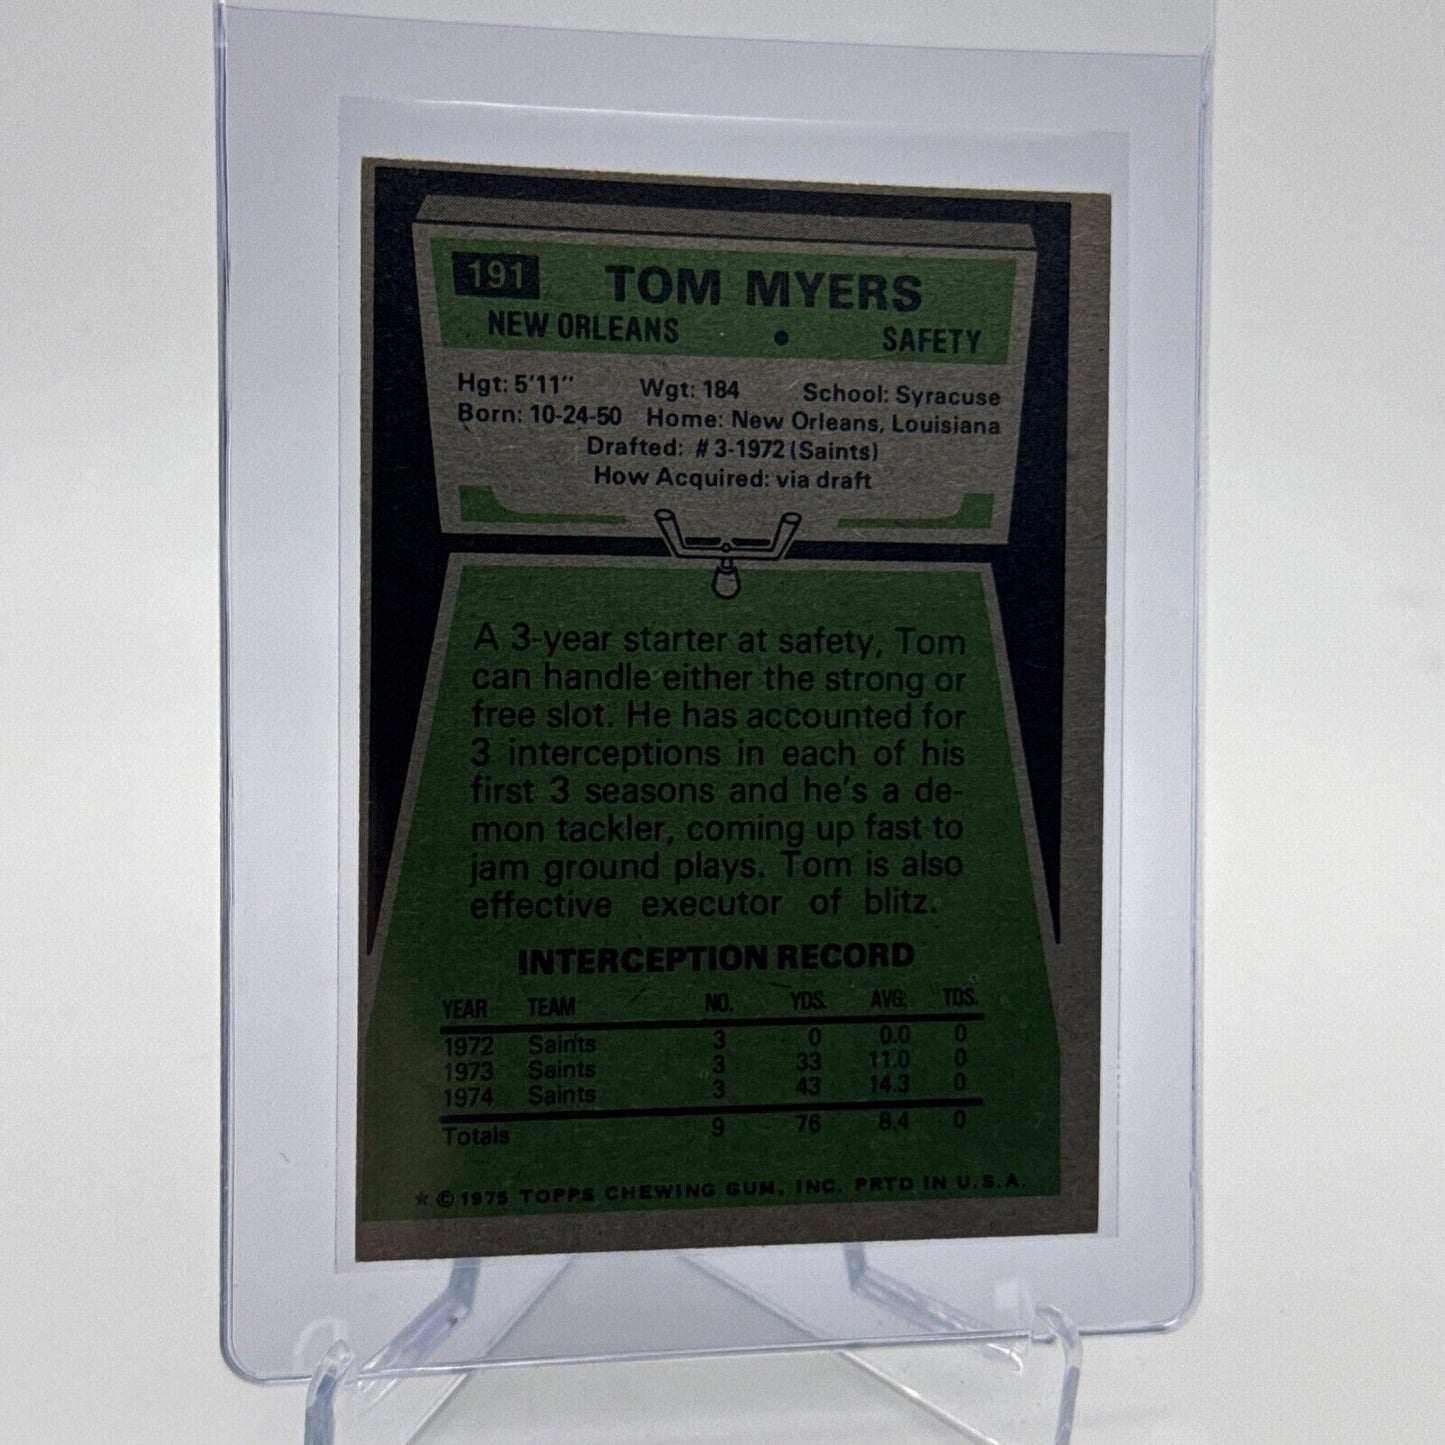 191 TOM MYERS
NEW ORLEANS • SAFETY
Hgt: 5'11" Wgt: 184 School: Syracuse
Born: 10-24-50 Home: New Orleans, Louisiana
Drafted: #3-1972 (Saints)
How Acquired: via draft
A 3-year starter at safety, Tom
can handle either the strong or
free slot. He has accounted for
3 interceptions in each of his
first 3 seasons and he's a de-
mon tackler, coming up fast to
jam ground plays. Tom is also
effective executor of blitz.
INTERCEPTION RECORD
YEAR TEAM NO. YDS. AVG. TDS.
1972 Saints 3 0 0.0 0
1973 Saints 3 33 11.0 0
1974 Saints 3 43 14.3 0
Totals 9 76 8.4 0
* © 1975 TOPPS CHEWING GUM, INC. PRTD IN U.S.A.